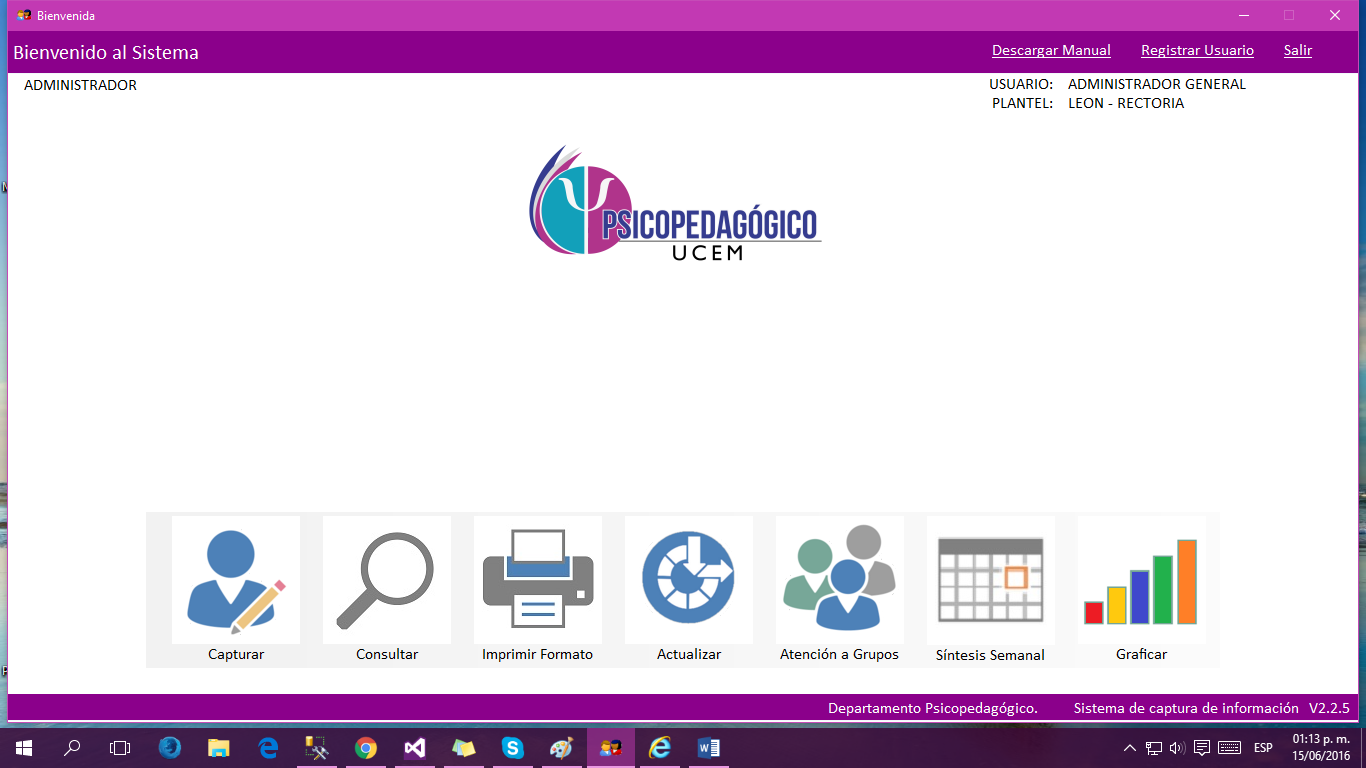 Bienvenida
Bienvenido al Sistema
Descargar Manual
Registrar Usuario
Salir
ADMINISTRADOR
USUARIO: ADMINISTRADOR GENERAL
PLANTEL: LEON - RECTORIA
PSICOPEDAGÓGICO
UCEM
Capturar
Consultar
Imprimir Formato
Actualizar
Atención a Grupos
Síntesis Semanal
Graficar
Departamento Psicopedagógico.
Sistema de captura de información V2.2.5
ESP
01:13 p. m.
15/06/2016